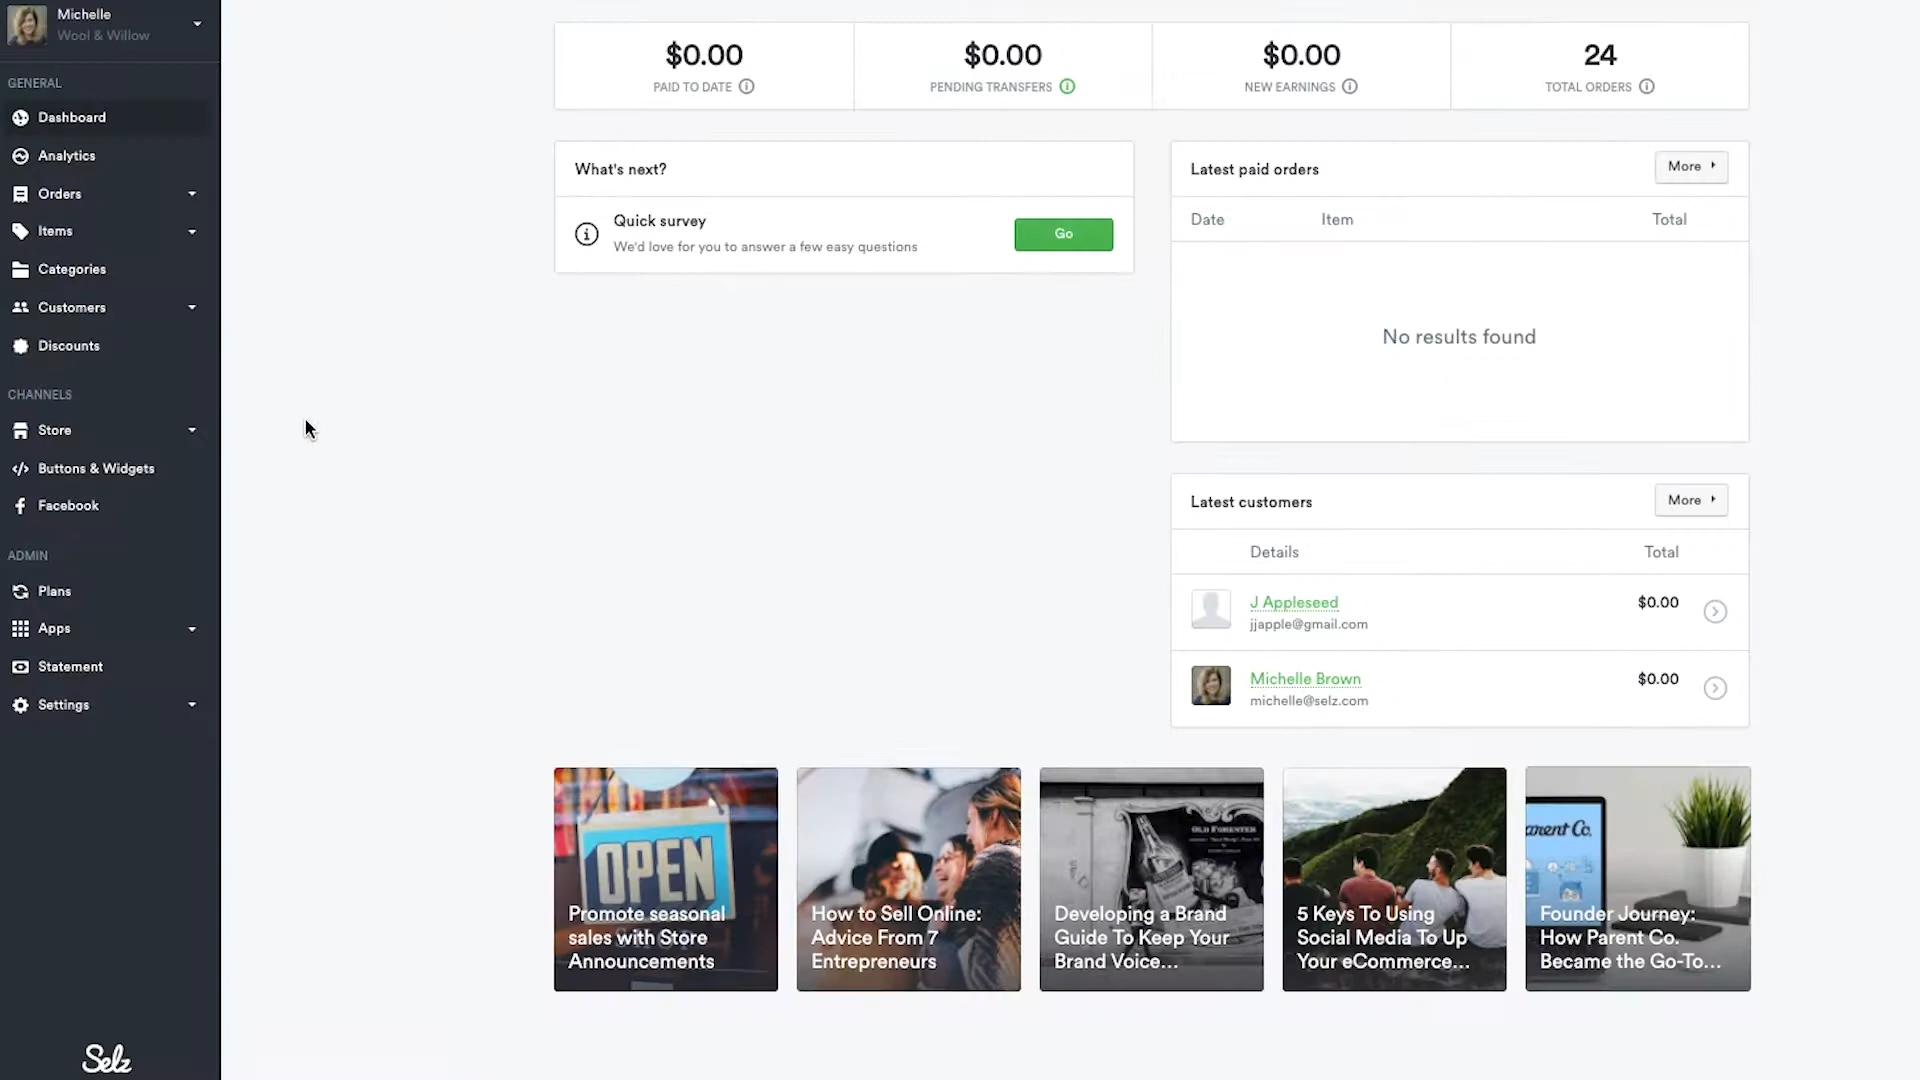 Michelle
Wool & Willow
GENERAL
Dashboard
Analytics
Orders
Items
Categories
Customers
Discounts
CHANNELS
Store
Buttons & Widgets
Facebook
ADMIN
Plans
Apps
Statement
Settings
Selz
$0.00
PAID TO DATE
$0.00
PENDING TRANSFERS
$0.00
NEW EARNINGS
24
TOTAL ORDERS
What's next?
Quick survey
We'd love for you to answer a few easy questions
Go
Latest paid orders
More
Date Item Total
No results found
Latest customers
More
Details Total
J Appleseed $0.00
jjapple@gmail.com
Michelle Brown $0.00
michelle@selz.com
OPEN
Promote seasonal
sales with Store
Announcements
How to Sell Online:
Advice From 7
Entrepreneurs
OLD FORESTER
Developing a Brand
Guide To Keep Your
Brand Voice...
5 Keys To Using
Social Media To Up
Your eCommerce...
arent Co.
Founder Journey:
How Parent Co.
Became the Go-To...